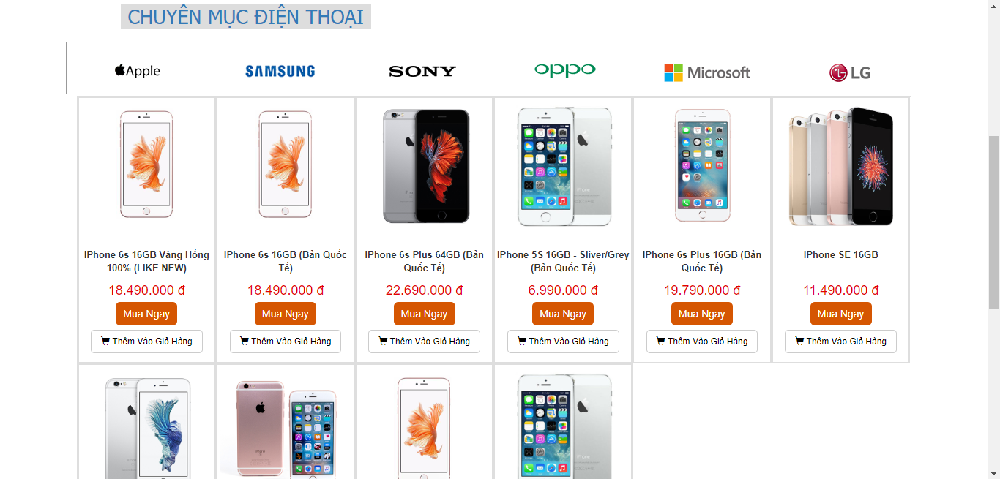 CHUYÊN MỤC ĐIỆN THOẠI
Apple SAMSUNG SONY oppo Microsoft LG
IPhone 6s 16GB Vàng Hồng
100% (LIKE NEW)
18.490.000 đ
Mua Ngay
Thêm Vào Giỏ Hàng
IPhone 6s 16GB (Bản Quốc
Tế)
18.490.000 đ
Mua Ngay
Thêm Vào Giỏ Hàng
IPhone 6s Plus 64GB (Bản
Quốc Tế)
22.690.000 đ
Mua Ngay
Thêm Vào Giỏ Hàng
IPhone 5S 16GB - Sliver/Grey
(Bản Quốc Tế)
6.990.000 đ
Mua Ngay
Thêm Vào Giỏ Hàng
IPhone 6s Plus 16GB (Bản
Quốc Tế)
19.790.000 đ
Mua Ngay
Thêm Vào Giỏ Hàng
IPhone SE 16GB
11.490.000 đ
Mua Ngay
Thêm Vào Giỏ Hàng